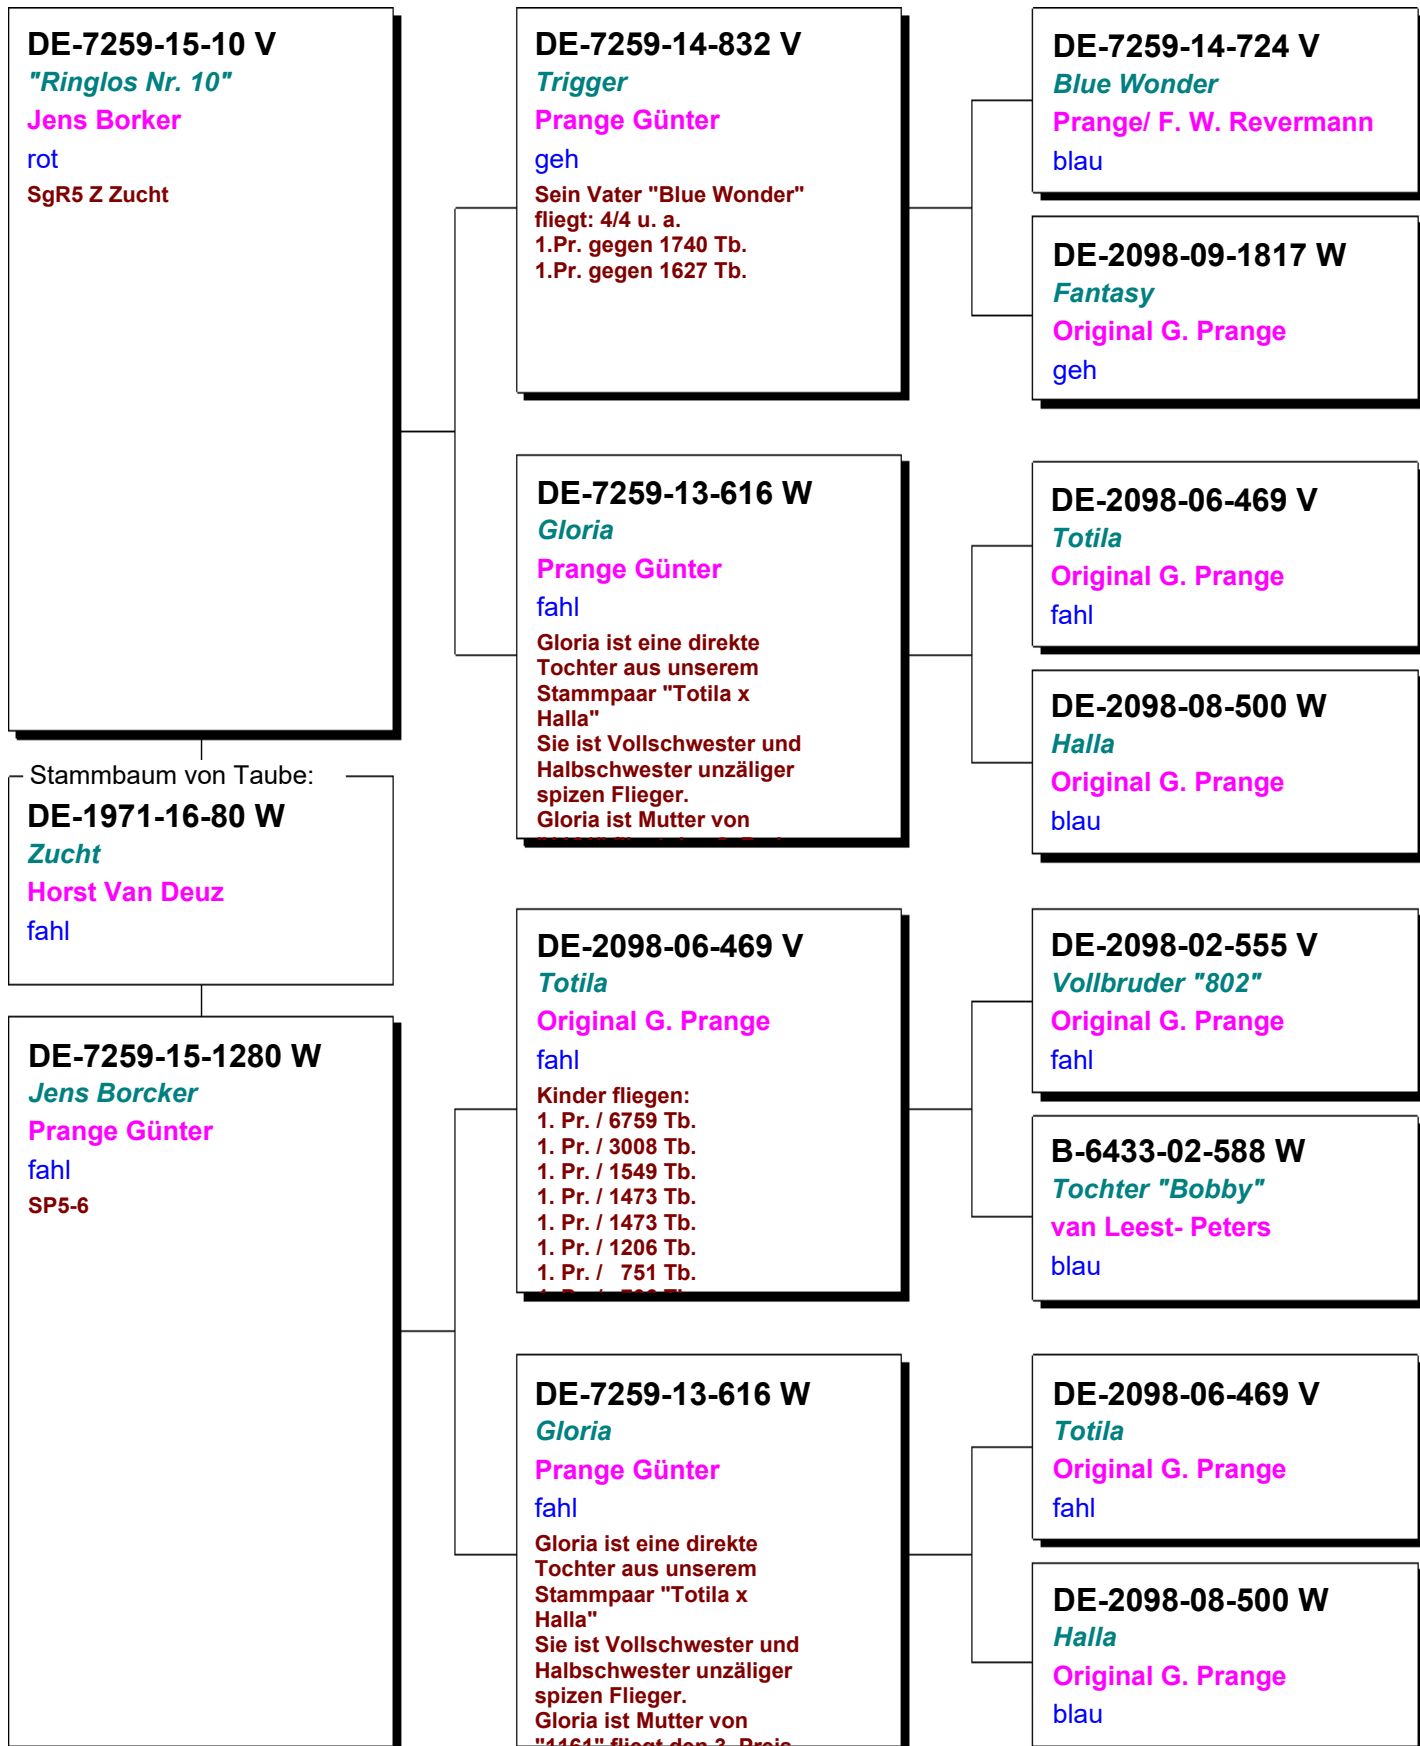 DE-7259-15-10 V
"Ringlos Nr. 10"
Jens Borker
rot
SgR5 Z Zucht
Stammbaum von Taube:
DE-1971-16-80 W
Zucht
Horst Van Deuz
fahl
DE-7259-15-1280 W
Jens Borcker
Prange Günter
fahl
SP5-6
DE-7259-14-832 V
Trigger
Prange Günter
geh
Sein Vater "Blue Wonder"
fliegt: 4/4 u. a.
1.Pr. gegen 1740 Tb.
1.Pr. gegen 1627 Tb.
DE-7259-13-616 W
Gloria
Prange Günter
fahl
Gloria ist eine direkte
Tochter aus unserem
Stammpaar "Totila x
Halla"
Sie ist Vollschwester und
Halbschwester unzäliger
spizen Flieger.
Gloria ist Mutter von
DE-2098-06-469 V
Totila
Original G. Prange
fahl
Kinder fliegen:
1. Pr. / 6759 Tb.
1. Pr. / 3008 Tb.
1. Pr. / 1549 Tb.
1. Pr. / 1473 Tb.
1. Pr. / 1473 Tb.
1. Pr. / 1206 Tb.
1. Pr. /   751 Tb.
DE-7259-13-616 W
Gloria
Prange Günter
fahl
Gloria ist eine direkte
Tochter aus unserem
Stammpaar "Totila x
Halla"
Sie ist Vollschwester und
Halbschwester unzäliger
spizen Flieger.
Gloria ist Mutter von
"1161" fliegt den 3. Preis
DE-7259-14-724 V
Blue Wonder
Prange/ F. W. Revermann
blau
DE-2098-09-1817 W
Fantasy
Original G. Prange
geh
DE-2098-06-469 V
Totila
Original G. Prange
fahl
DE-2098-08-500 W
Halla
Original G. Prange
blau
DE-2098-02-555 V
Vollbruder "802"
Original G. Prange
fahl
B-6433-02-588 W
Tochter "Bobby"
van Leest- Peters
blau
DE-2098-06-469 V
Totila
Original G. Prange
fahl
DE-2098-08-500 W
Halla
Original G. Prange
blau